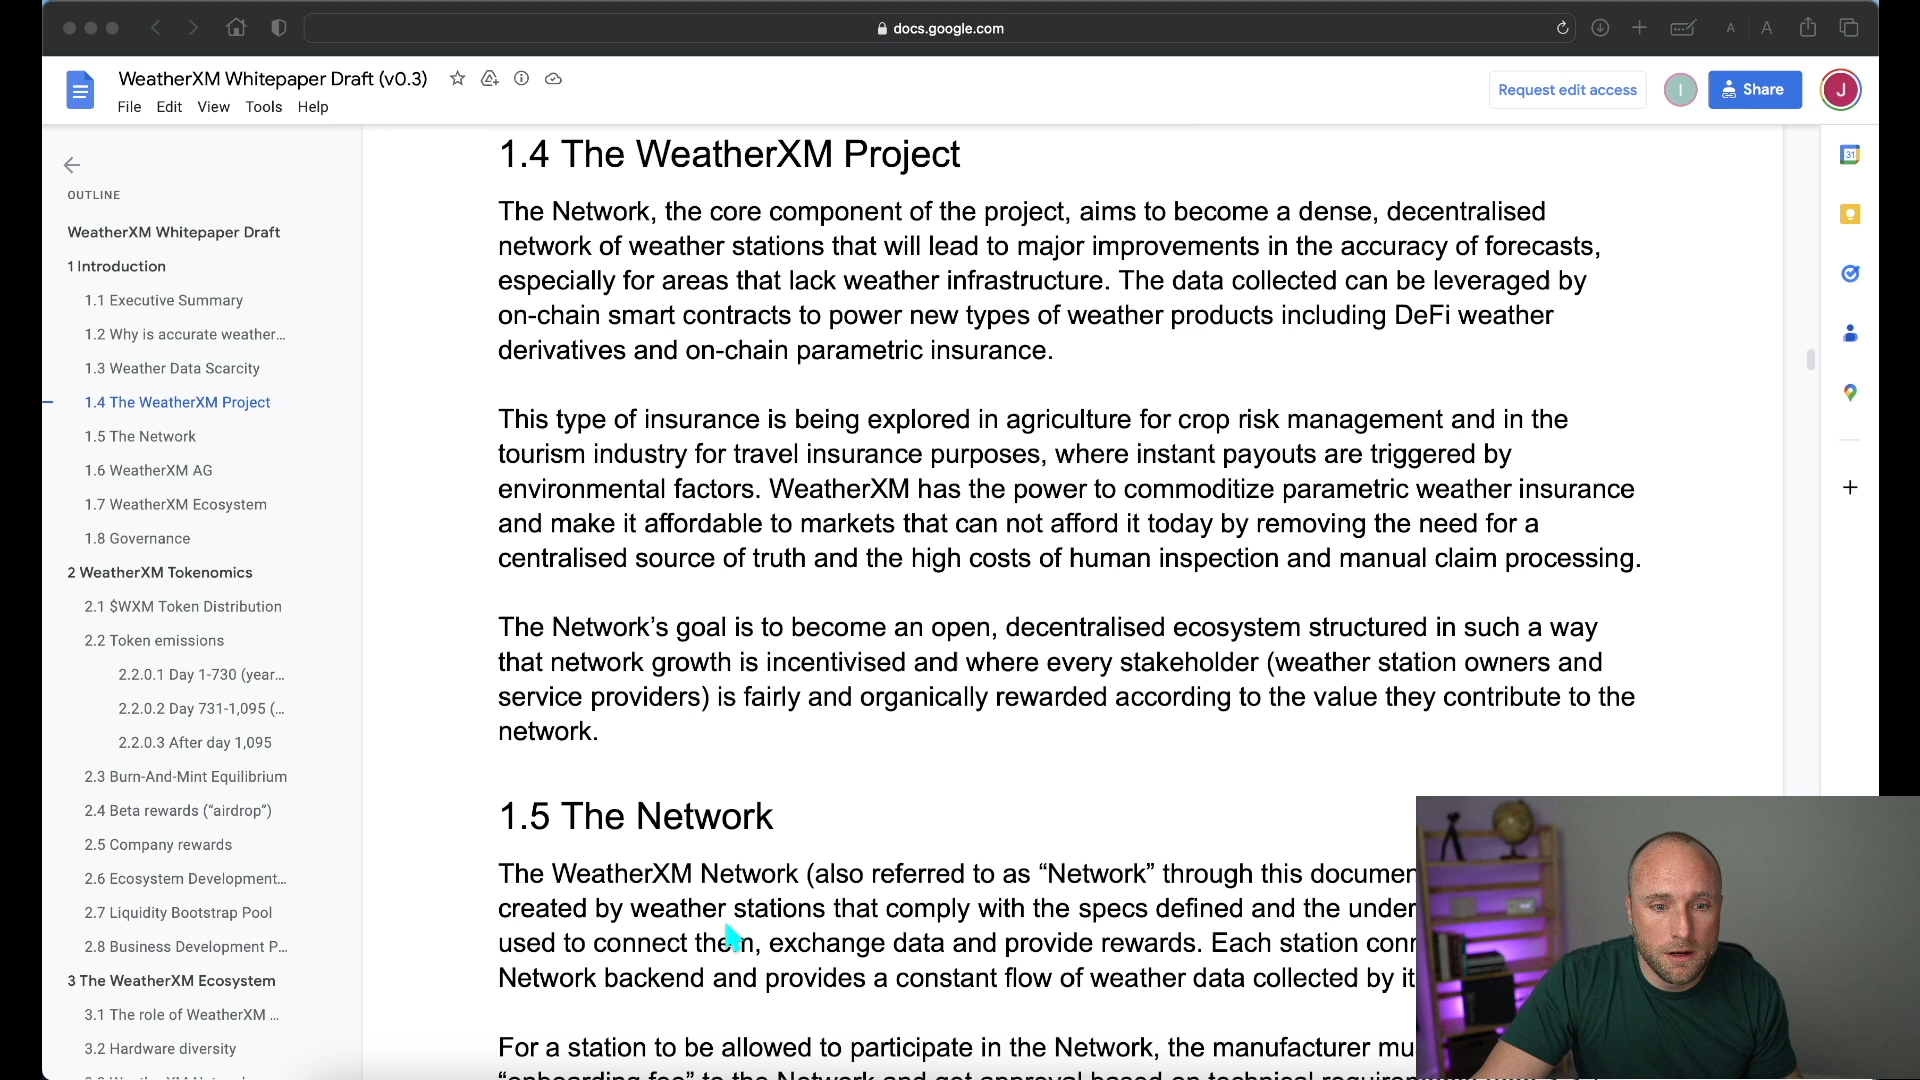 docs.google.com
A A
WeatherXM Whitepaper Draft (v0.3)
File Edit View Tools Help
Request edit access
I
Share
J
31
OUTLINE
WeatherXM Whitepaper Draft
1 Introduction
1.1 Executive Summary
1.2 Why is accurate weather...
1.3 Weather Data Scarcity
1.4 The WeatherXM Project
1.5 The Network
1.6 WeatherXM AG
1.7 WeatherXM Ecosystem
1.8 Governance
2 WeatherXM Tokenomics
2.1 $WXM Token Distribution
2.2 Token emissions
2.2.0.1 Day 1-730 (year...
2.2.0.2 Day 731-1,095 (...
2.2.0.3 After day 1,095
2.3 Burn-And-Mint Equilibrium
2.4 Beta rewards (“airdrop”)
2.5 Company rewards
2.6 Ecosystem Development...
2.7 Liquidity Bootstrap Pool
2.8 Business Development P...
3 The WeatherXM Ecosystem
3.1 The role of WeatherXM ...
3.2 Hardware diversity
1.4 The WeatherXM Project
The Network, the core component of the project, aims to become a dense, decentralised
network of weather stations that will lead to major improvements in the accuracy of forecasts,
especially for areas that lack weather infrastructure. The data collected can be leveraged by
on-chain smart contracts to power new types of weather products including DeFi weather
derivatives and on-chain parametric insurance.
This type of insurance is being explored in agriculture for crop risk management and in the
tourism industry for travel insurance purposes, where instant payouts are triggered by
environmental factors. WeatherXM has the power to commoditize parametric weather insurance
and make it affordable to markets that can not afford it today by removing the need for a
centralised source of truth and the high costs of human inspection and manual claim processing.
The Network’s goal is to become an open, decentralised ecosystem structured in such a way
that network growth is incentivised and where every stakeholder (weather station owners and
service providers) is fairly and organically rewarded according to the value they contribute to the
network.
1.5 The Network
The WeatherXM Network (also referred to as “Network” through this documen
created by weather stations that comply with the specs defined and the under
used to connect them, exchange data and provide rewards. Each station conn
Network backend and provides a constant flow of weather data collected by it
For a station to be allowed to participate in the Network, the manufacturer mu
“onboarding fee” to the Network and get approval based on technical